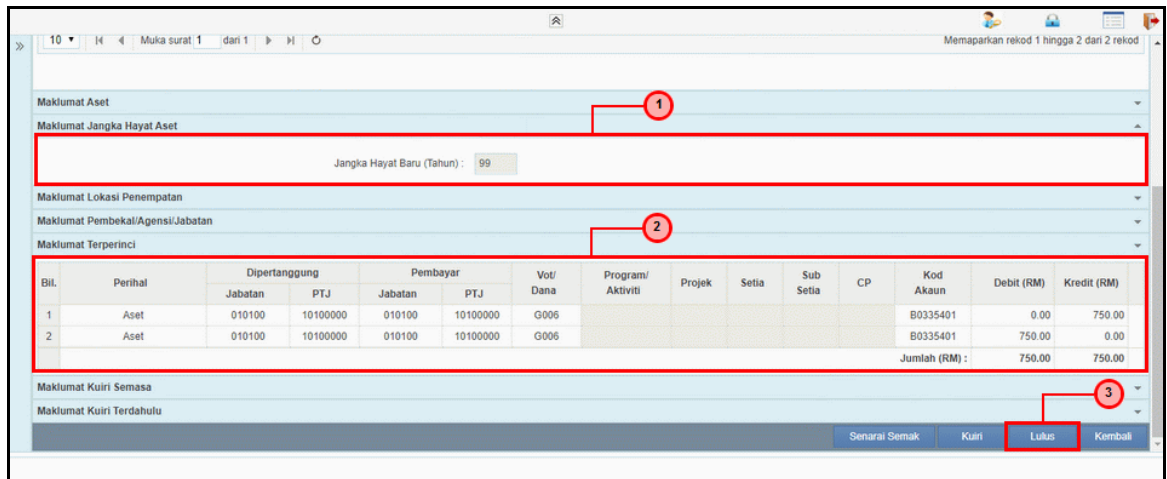 10 Muka surat 1 dari 1 Memaparkan rekod 1 hingga 2 dari 2 rekod
Maklumat Aset
1
Maklumat Jangka Hayat Aset
Jangka Hayat Baru (Tahun) : 99
Maklumat Lokasi Penempatan
Maklumat Pembekal/Agensi/Jabatan
2
Maklumat Terperinci
Bil. Perihal Dipertanggung Pembayar Vot/ Dana Program/ Aktiviti Projek Setia Sub Setia CP Kod Akaun Debit (RM) Kredit (RM)
Jabatan PTJ Jabatan PTJ
1 Aset 010100 10100000 010100 10100000 G006 B0335401 0.00 750.00
2 Aset 010100 10100000 010100 10100000 G006 B0335401 750.00 0.00
Jumlah (RM) : 750.00 750.00
Maklumat Kuiri Semasa
3
Maklumat Kuiri Terdahulu
Senarai Semak Kuiri Lulus Kembali